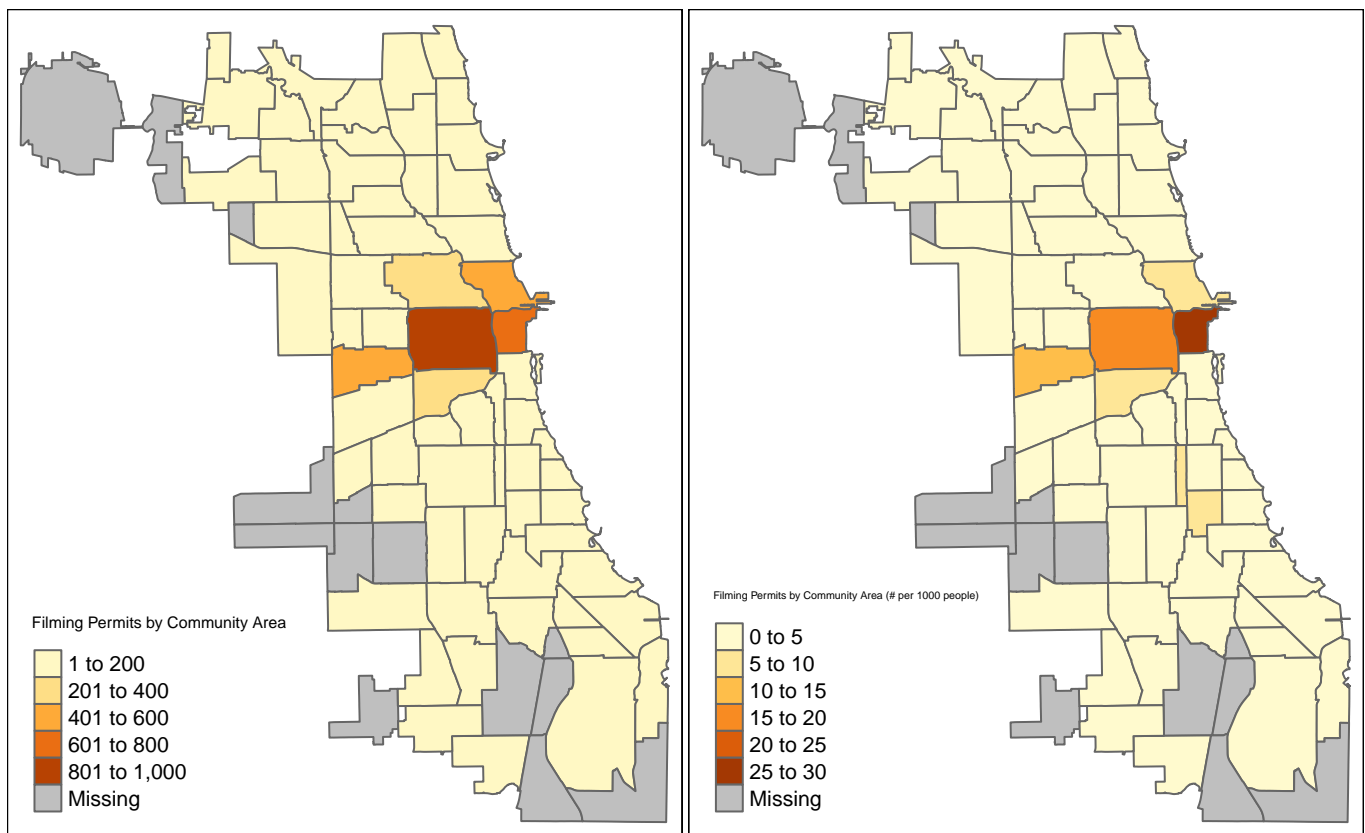 Filming Permits by Community Area
1 to 200
201 to 400
401 to 600
601 to 800
801 to 1,000
Missing
Filming Permits by Community Area (# per 1000 people)
0 to 5
5 to 10
10 to 15
15 to 20
20 to 25
25 to 30
Missing